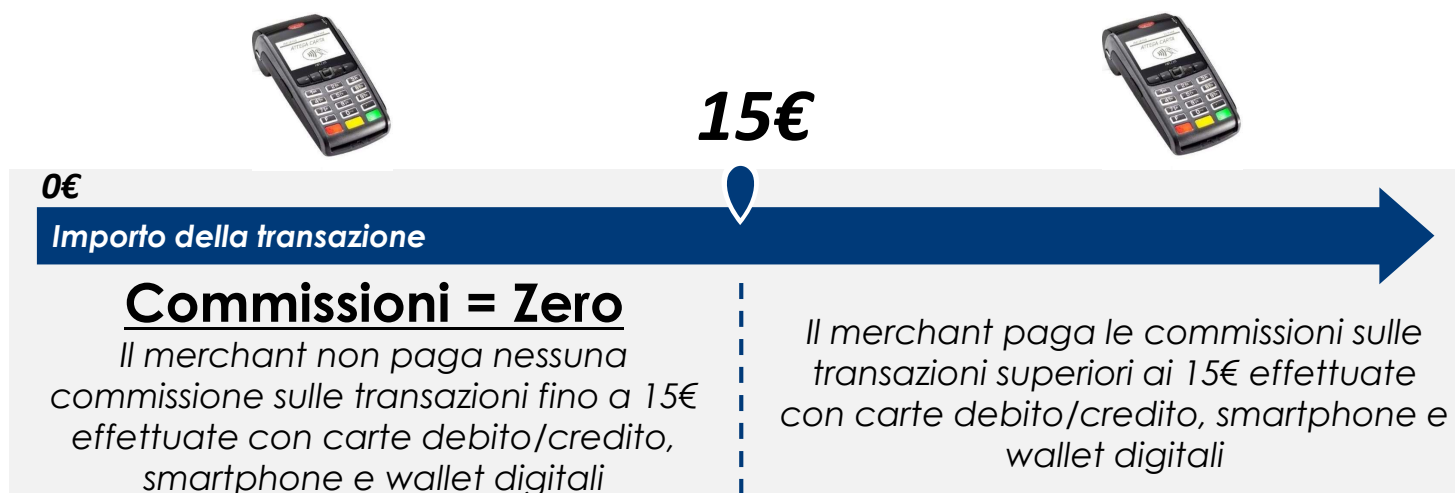 15€
0€
Importo della transazione
Commissioni = Zero
Il merchant non paga nessuna
commissione sulle transazioni fino a 15€
effettuate con carte debito/credito,
smartphone e wallet digitali
Il merchant paga le commissioni sulle
transazioni superiori ai 15€ effettuate
con carte debito/credito, smartphone e
wallet digitali